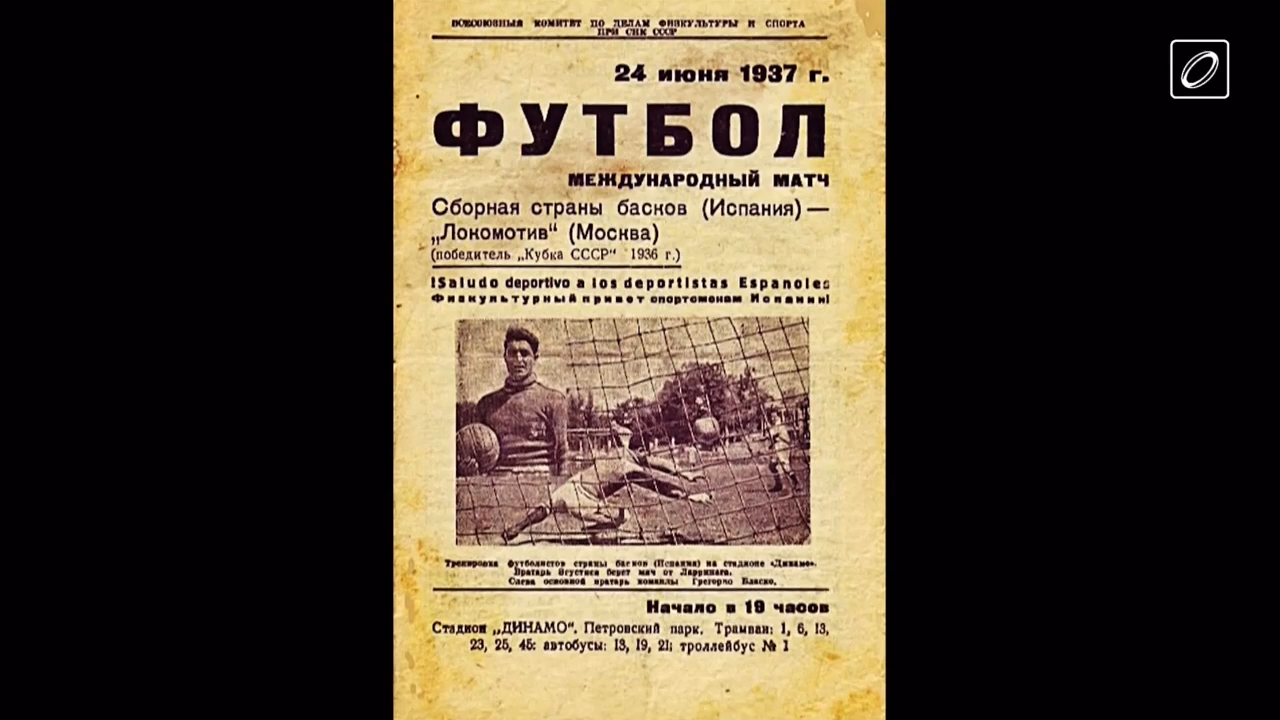 ВСЕСОЮЗНЫЙ КОМИТЕТ ПО ДЕЛАМ ФИЗКУЛЬТУРЫ И СПОРТА
ПРИ СНК СССР
24 июня 1937 г.
ФУТБОЛ
МЕЖДУНАРОДНЫЙ МАТЧ
Сборная страны басков (Испания) —
„Локомотив“ (Москва)
(победитель „Кубка СССР“ 1936 г.)
!Saludo deportivo a los deportistas Espanoles
Физкультурный привет спортсменам Испании!
Тренировка футболистов страны басков (Испания) на стадионе «Динамо».
Вратарь Эгустиса берет мяч от Ларринага.
Слева основной вратарь команды Грегорио Бласко.
Начало в 19 часов
Стадион „ДИНАМО“. Петровский парк. Трамваи: 1, 6, 13,
23, 25, 45: автобусы: 13, 19, 21; троллейбус № 1